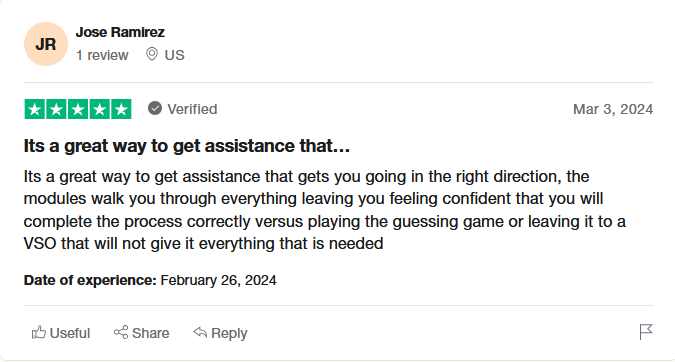 JR
Jose Ramirez
1 review US
Verified Mar 3, 2024
Its a great way to get assistance that…
Its a great way to get assistance that gets you going in the right direction, the
modules walk you through everything leaving you feeling confident that you will
complete the process correctly versus playing the guessing game or leaving it to a
VSO that will not give it everything that is needed
Date of experience: February 26, 2024
Useful Share Reply